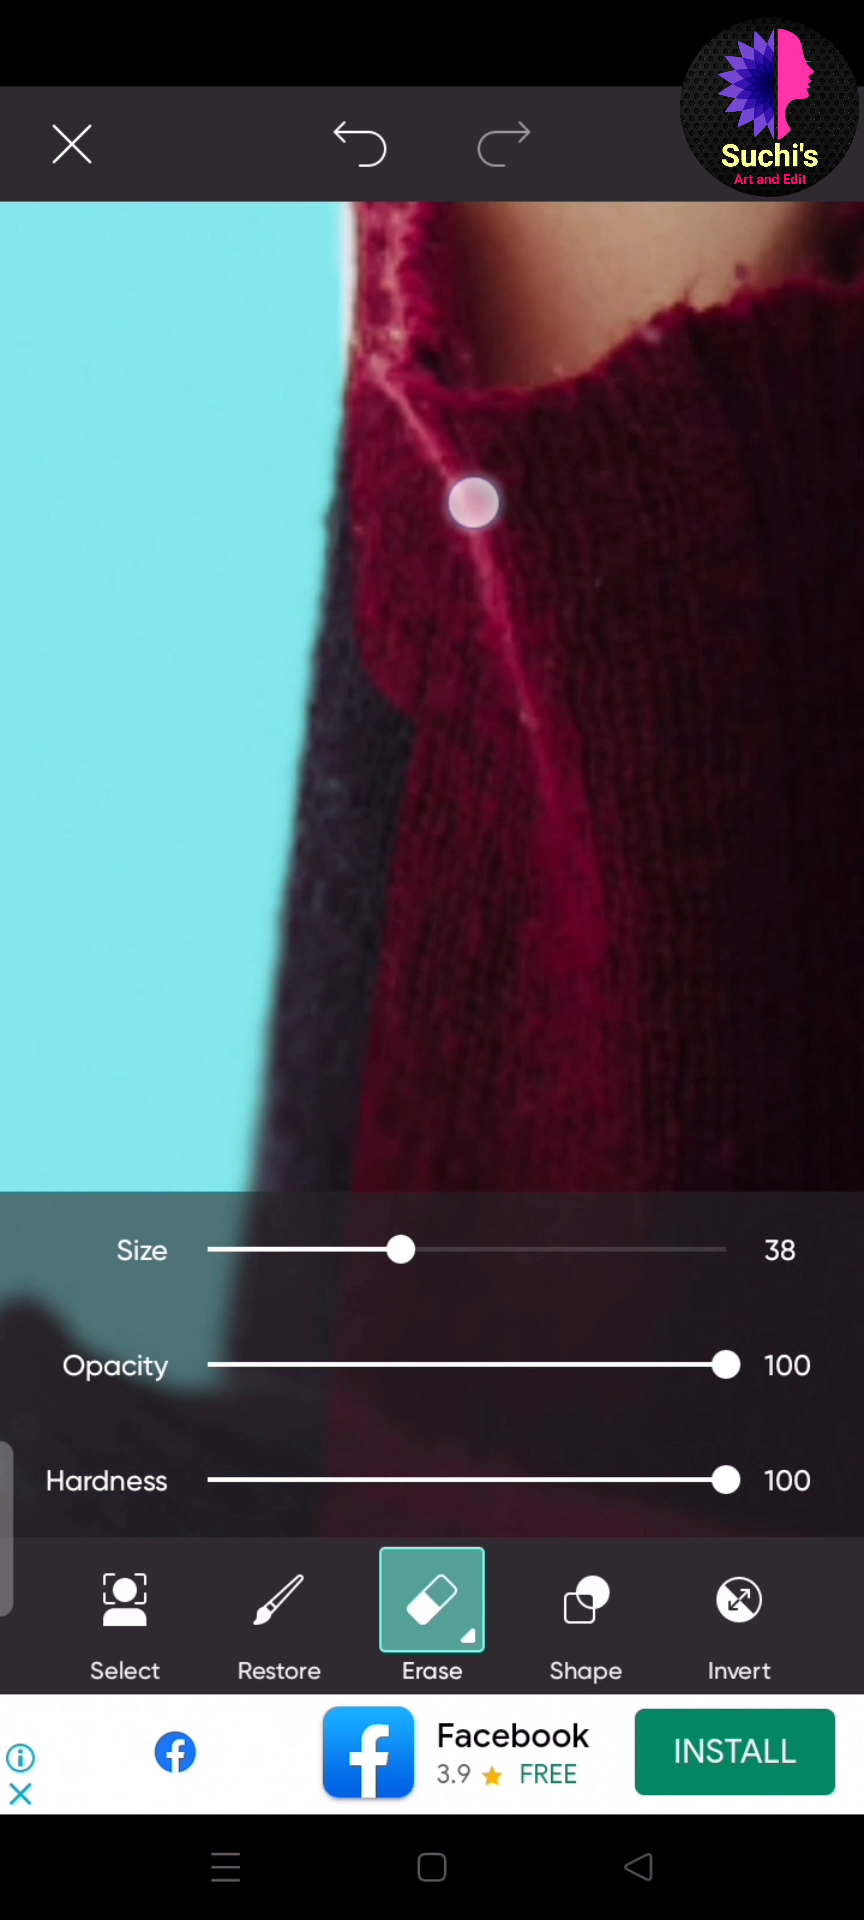 Suchi's
Art and Edit
Size 38
Opacity 100
Hardness 100
Select Restore Erase Shape Invert
Facebook
3.9 ★ FREE
INSTALL